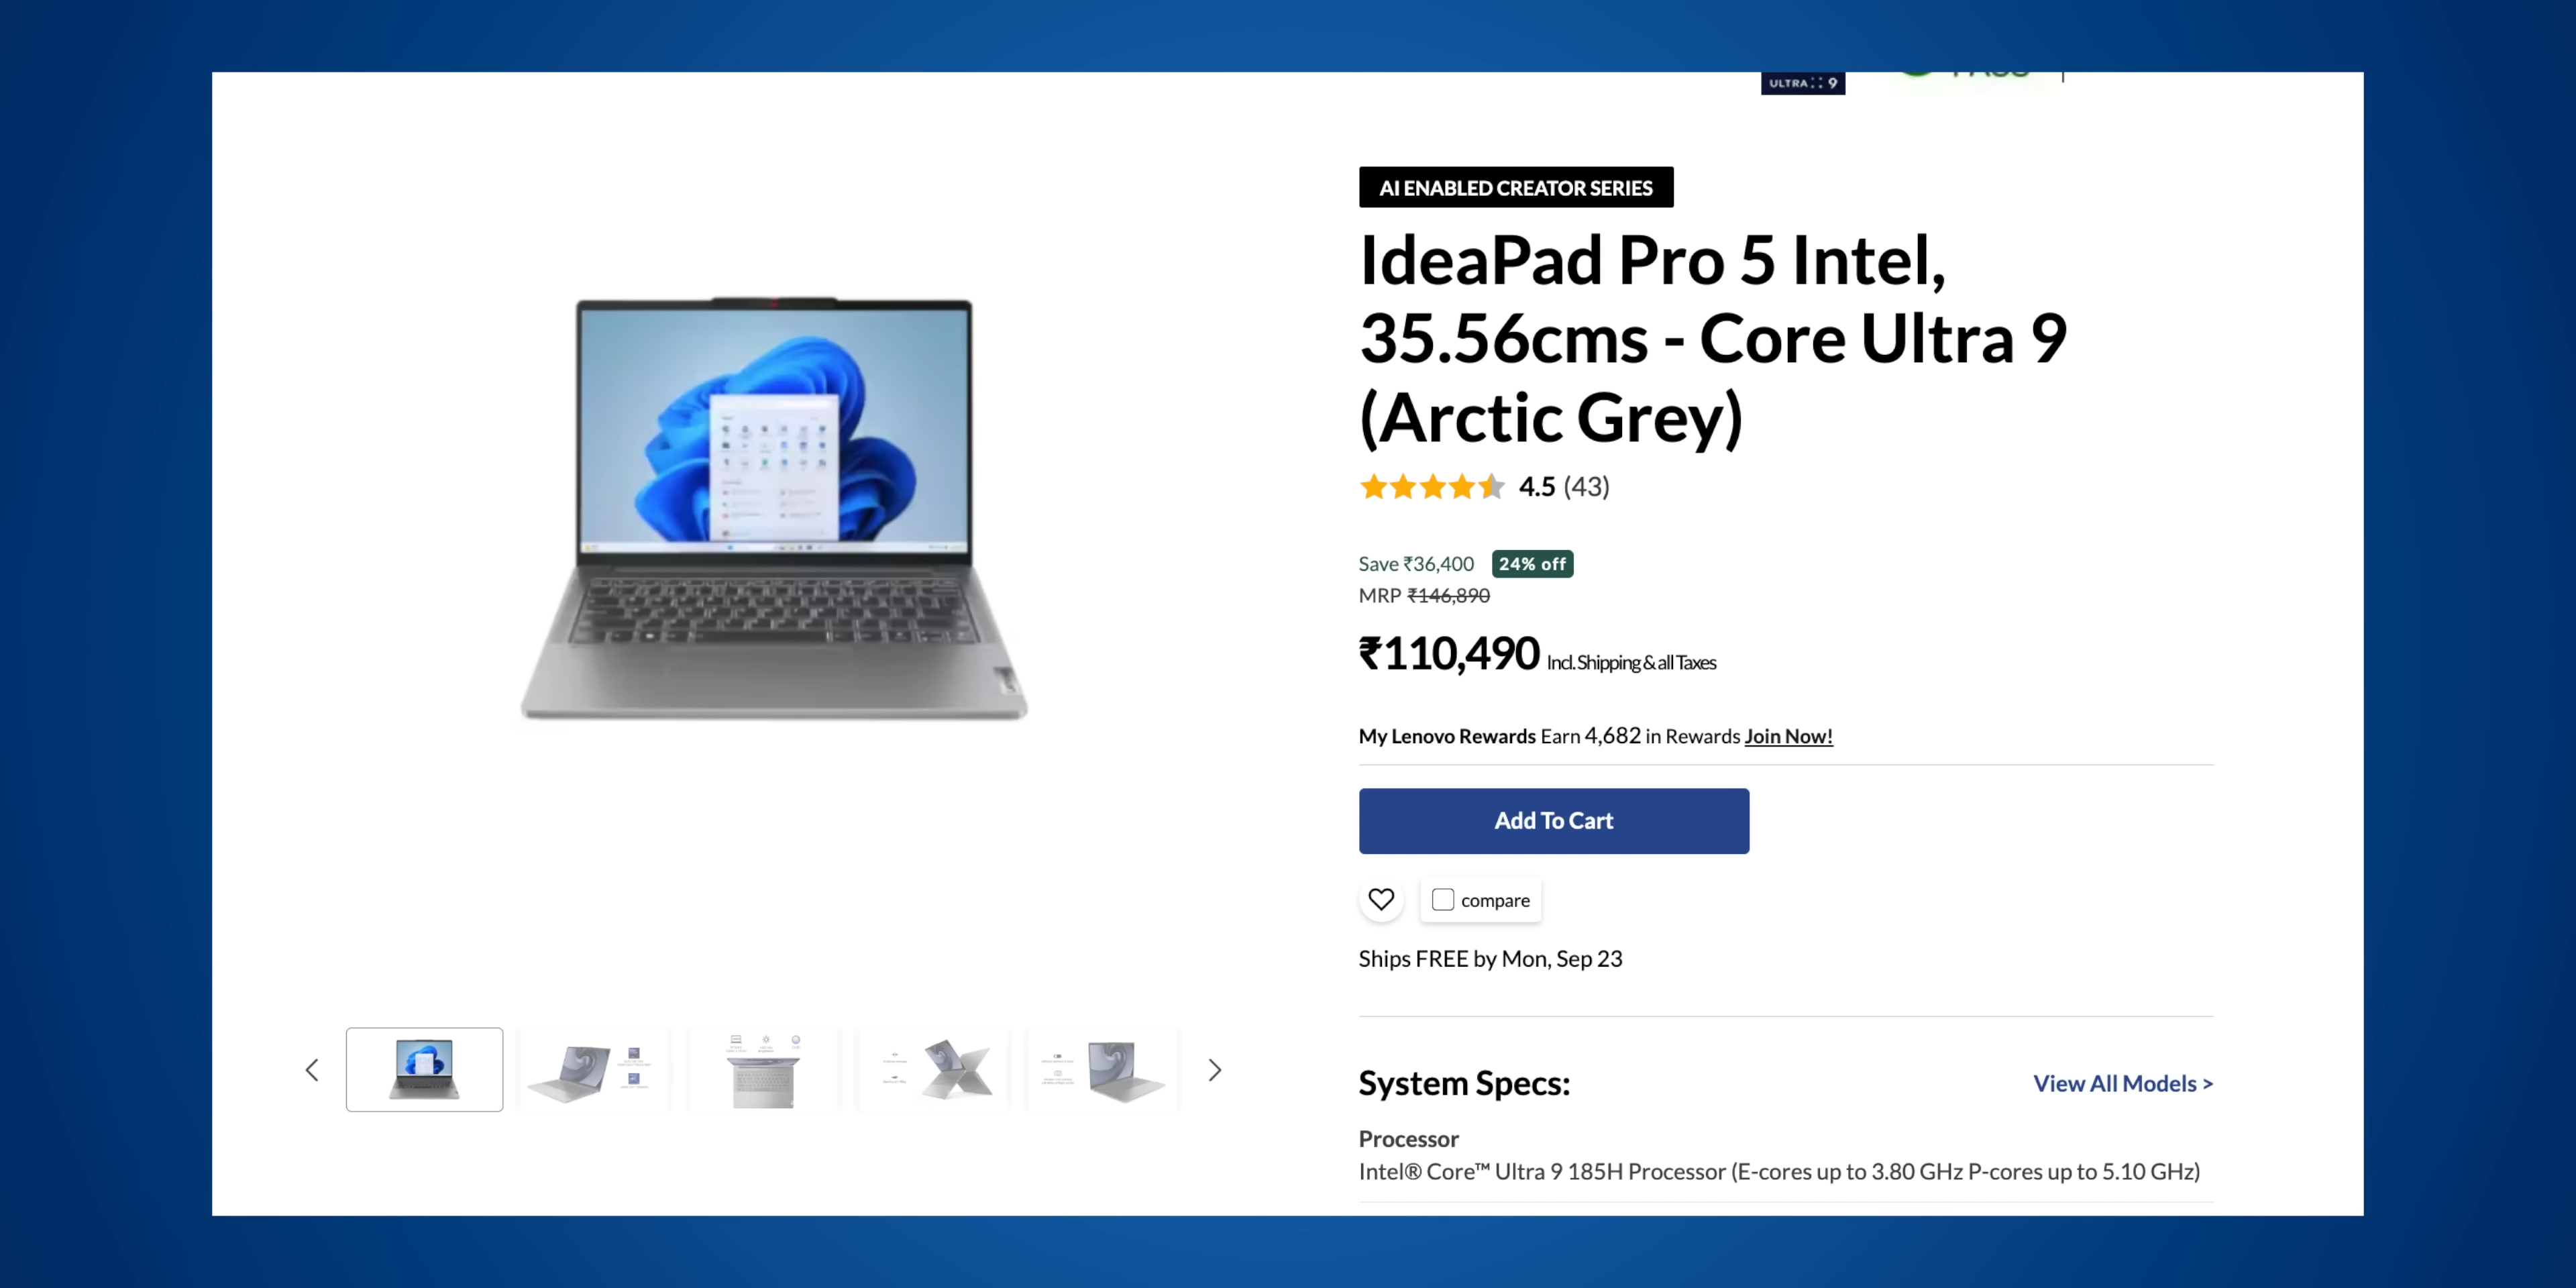 ULTRA 9
AI ENABLED CREATOR SERIES
IdeaPad Pro 5 Intel,
35.56cms - Core Ultra 9
(Arctic Grey)
4.5 (43)
Save ₹36,400 24% off
MRP ₹146,890
₹110,490 Incl. Shipping & all Taxes
My Lenovo Rewards Earn 4,682 in Rewards Join Now!
Add To Cart
compare
Ships FREE by Mon, Sep 23
System Specs:
View All Models >
Processor
Intel® Core™ Ultra 9 185H Processor (E-cores up to 3.80 GHz P-cores up to 5.10 GHz)